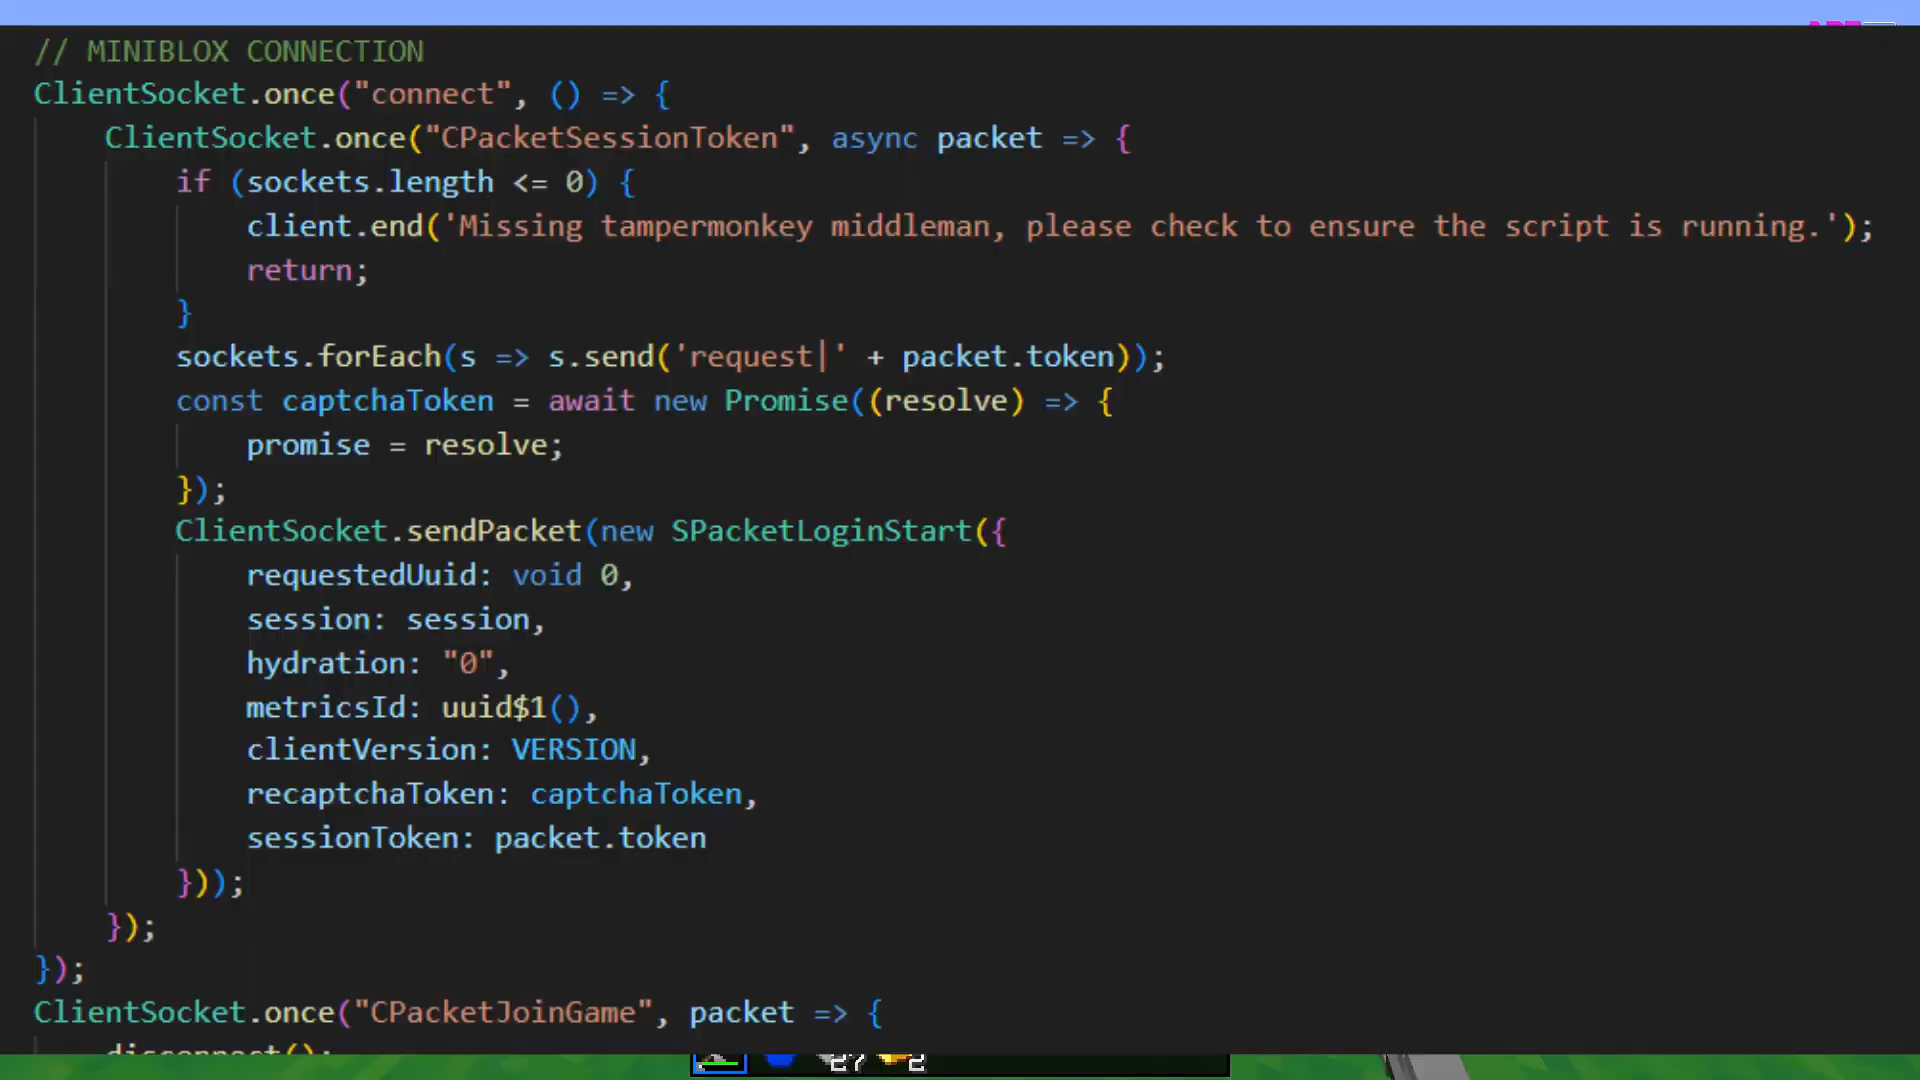 // MINIBLOX CONNECTION
ClientSocket.once("connect", () => {
ClientSocket.once("CPacketSessionToken", async packet => {
if (sockets.length <= 0) {
client.end('Missing tampermonkey middleman, please check to ensure the script is running.');
return;
}
sockets.forEach(s => s.send('request|' + packet.token));
const captchaToken = await new Promise((resolve) => {
promise = resolve;
});
ClientSocket.sendPacket(new SPacketLoginStart({
requestedUuid: void 0,
session: session,
hydration: "0",
metricsId: uuid$1(),
clientVersion: VERSION,
recaptchaToken: captchaToken,
sessionToken: packet.token
}));
});
});
ClientSocket.once("CPacketJoinGame", packet => {
disconnect();
27 2